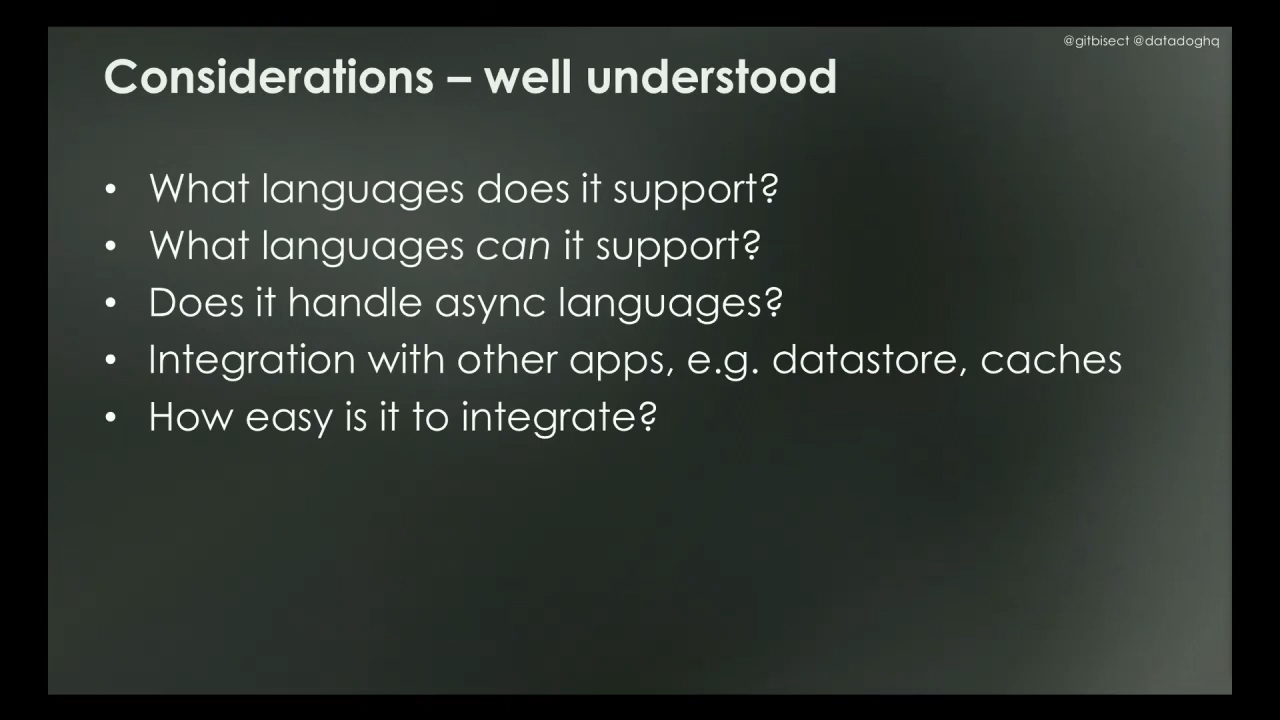 @gitbisect @datadoghq
Considerations – well understood
• What languages does it support?
• What languages can it support?
• Does it handle async languages?
• Integration with other apps, e.g. datastore, caches
• How easy is it to integrate?